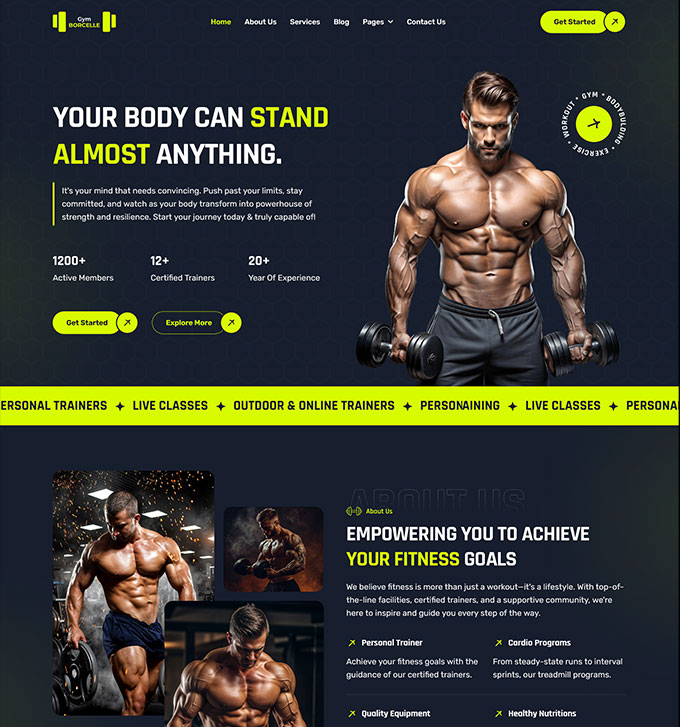 Gym
BORCELLE
Home About Us Services Blog Pages Contact Us
Get Started
YOUR BODY CAN STAND
ALMOST ANYTHING.
WORKOUT * GYM * BODYBULDING * EXERCISE *
It's your mind that needs convincing. Push past your limits, stay
committed, and watch as your body transform into powerhouse of
strength and resilience. Start your journey today & truly capable of!
1200+ 12+ 20+
Active Members Certified Trainers Year Of Experience
Get Started Explore More
ERSONAL TRAINERS LIVE CLASSES OUTDOOR & ONLINE TRAINERS PERSONAINING LIVE CLASSES PERSONA
ABOUT US
About Us
EMPOWERING YOU TO ACHIEVE
YOUR FITNESS GOALS
We believe fitness is more than just a workout—it's a lifestyle. With top-of-
the-line facilities, certified trainers, and a supportive community, we're
here to inspire and guide you every step of the way.
Personal Trainer Cardio Programs
Achieve your fitness goals with the From steady-state runs to interval
guidance of our certified trainers. sprints, our treadmill programs.
Quality Equipment Healthy Nutritions